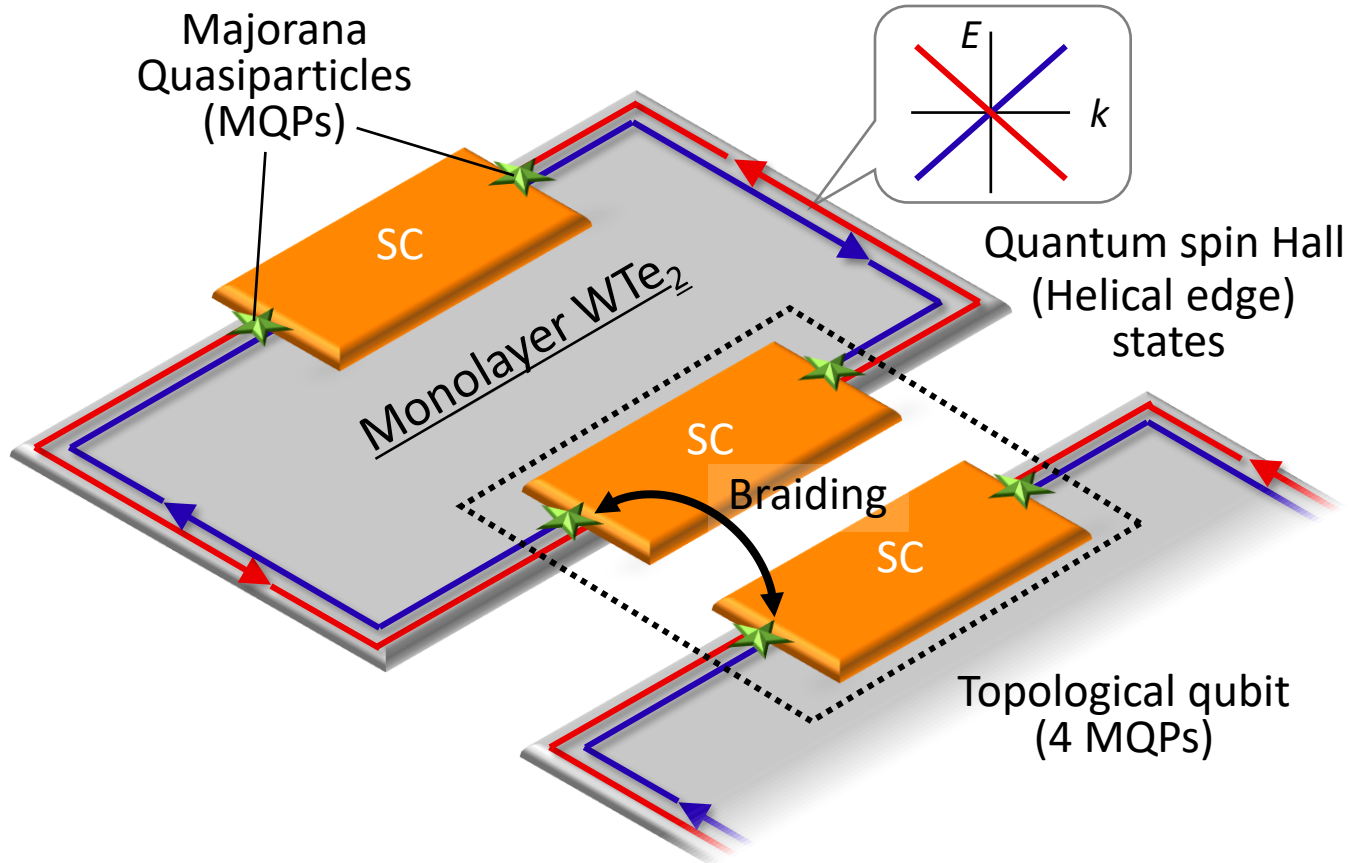 Majorana
Quasiparticles
(MQPs)
E
k
SC
Quantum spin Hall
(Helical edge)
states
Monolayer WTe₂
SC
Braiding
SC
Topological qubit
(4 MQPs)